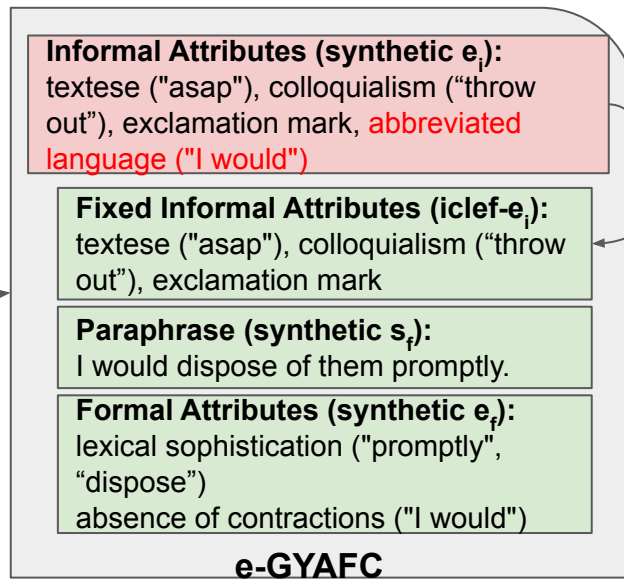 Informal Attributes (synthetic eᵢ):
textese ("asap"), colloquialism (“throw
out”), exclamation mark, abbreviated
language ("I would")
Fixed Informal Attributes (iclef-eᵢ):
textese ("asap"), colloquialism (“throw
out”), exclamation mark
Paraphrase (synthetic s_f):
I would dispose of them promptly.
Formal Attributes (synthetic e_f):
lexical sophistication ("promptly",
“dispose”)
absence of contractions ("I would")
e-GYAFC